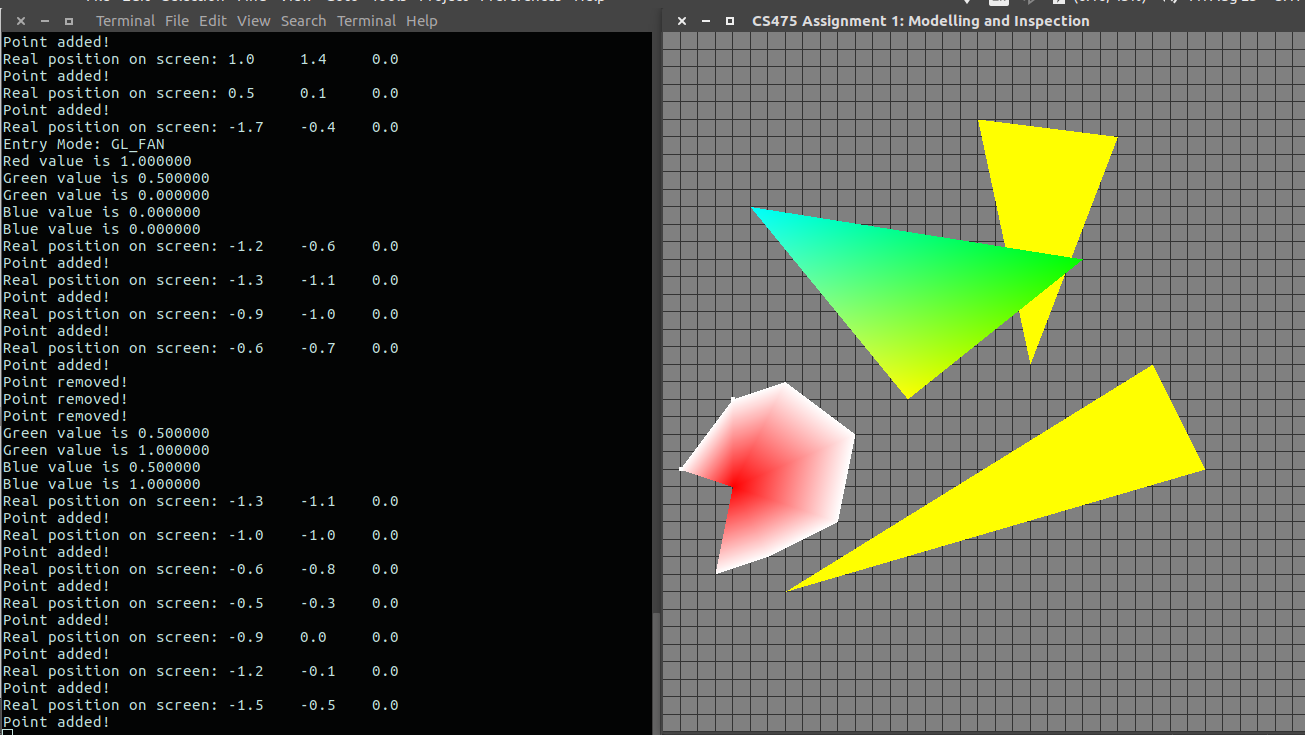 Terminal File Edit View Search Terminal Help
Point added!
Real position on screen: 1.0 1.4 0.0
Point added!
Real position on screen: 0.5 0.1 0.0
Point added!
Real position on screen: -1.7 -0.4 0.0
Entry Mode: GL_FAN
Red value is 1.000000
Green value is 0.500000
Green value is 0.000000
Blue value is 0.000000
Blue value is 0.000000
Real position on screen: -1.2 -0.6 0.0
Point added!
Real position on screen: -1.3 -1.1 0.0
Point added!
Real position on screen: -0.9 -1.0 0.0
Point added!
Real position on screen: -0.6 -0.7 0.0
Point added!
Point removed!
Point removed!
Point removed!
Green value is 0.500000
Green value is 1.000000
Blue value is 0.500000
Blue value is 1.000000
Real position on screen: -1.3 -1.1 0.0
Point added!
Real position on screen: -1.0 -1.0 0.0
Point added!
Real position on screen: -0.6 -0.8 0.0
Point added!
Real position on screen: -0.5 -0.3 0.0
Point added!
Real position on screen: -0.9 0.0 0.0
Point added!
Real position on screen: -1.2 -0.1 0.0
Point added!
Real position on screen: -1.5 -0.5 0.0
Point added!
CS475 Assignment 1: Modelling and Inspection